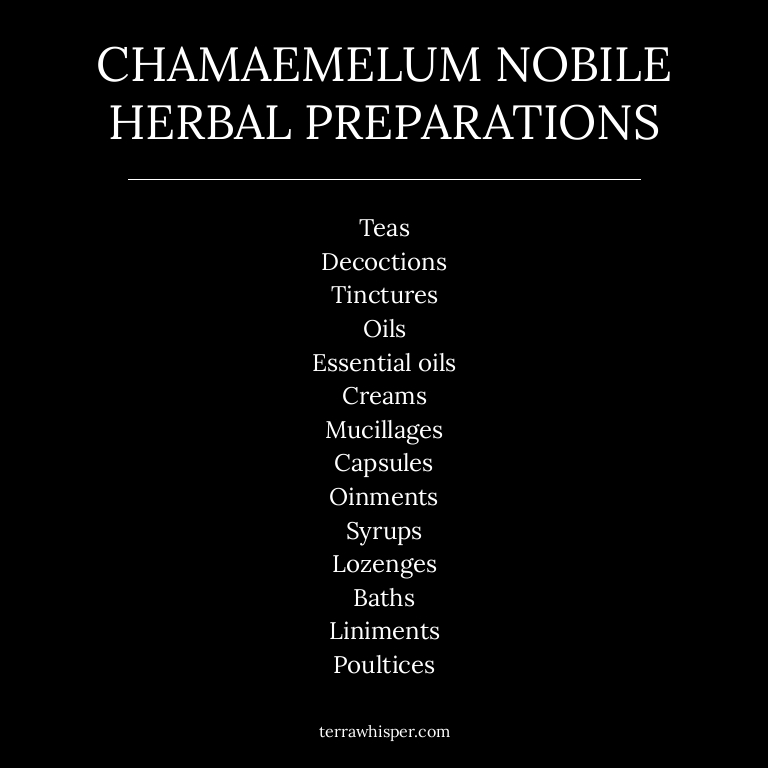 CHAMAEMELUM NOBILE
HERBAL PREPARATIONS
Teas
Decoctions
Tinctures
Oils
Essential oils
Creams
Mucillages
Capsules
Oinments
Syrups
Lozenges
Baths
Liniments
Poultices
terrawhisper.com